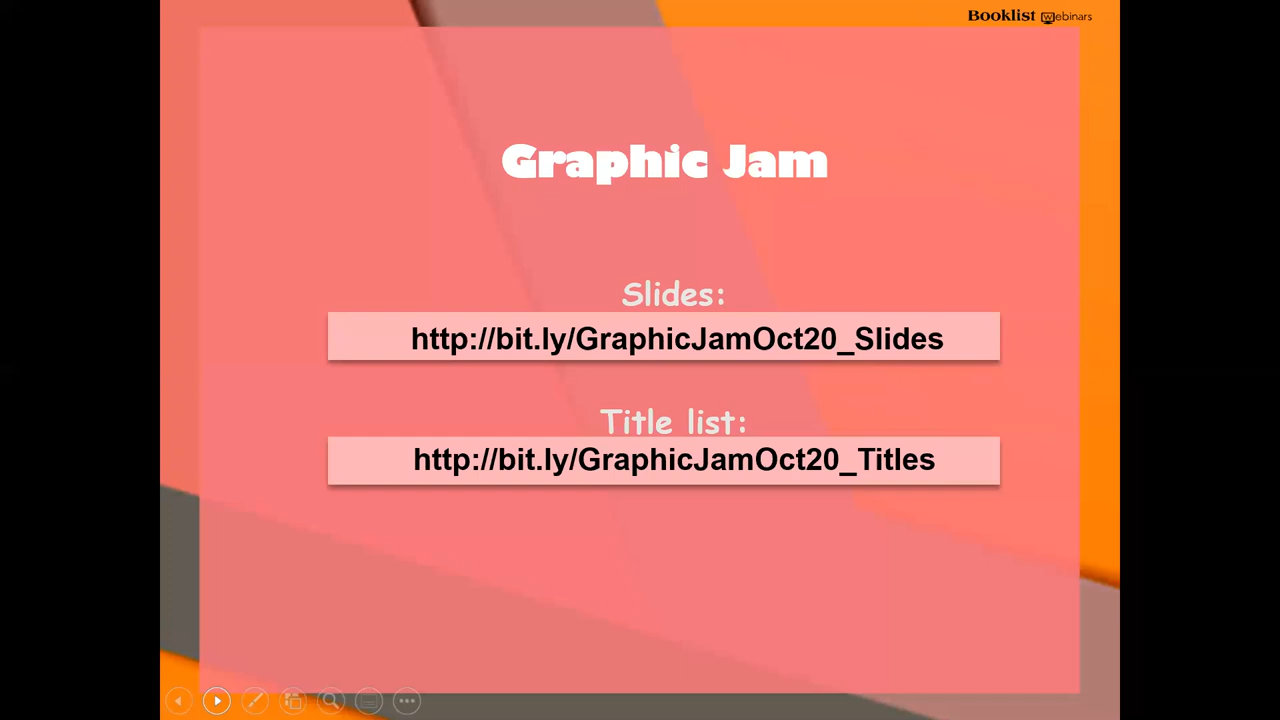 Booklist webinars
Graphic Jam
Slides:
http://bit.ly/GraphicJamOct20_Slides
Title list:
http://bit.ly/GraphicJamOct20_Titles